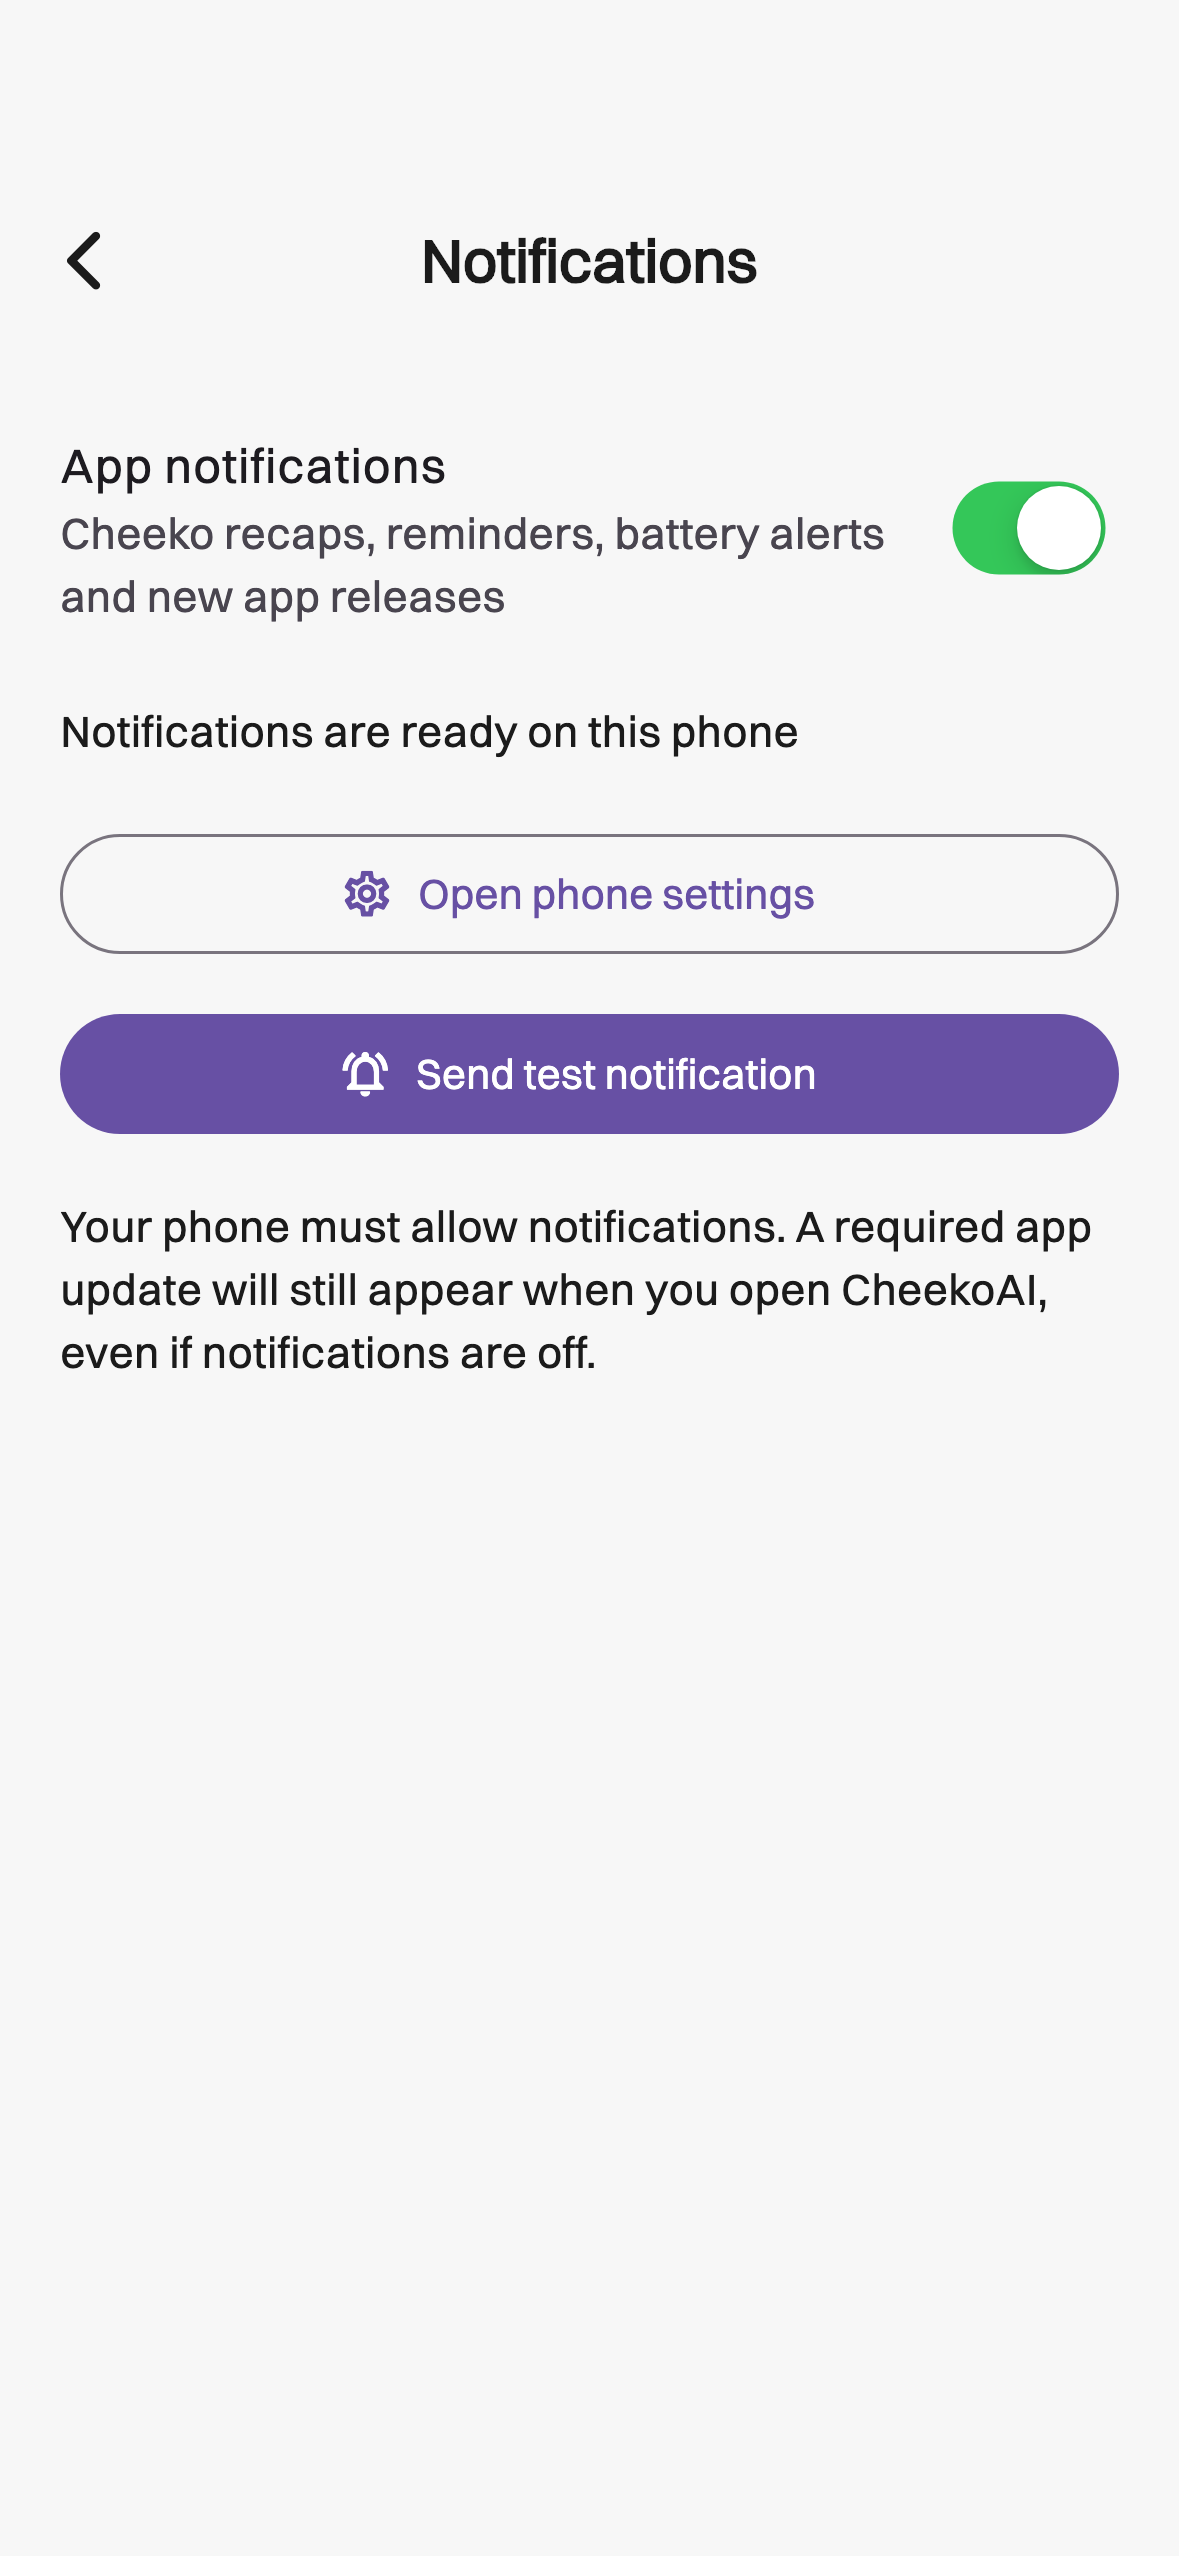 Notifications
App notifications
Cheeko recaps, reminders, battery alerts
and new app releases
Notifications are ready on this phone
Open phone settings
Send test notification
Your phone must allow notifications. A required app
update will still appear when you open CheekoAI,
even if notifications are off.